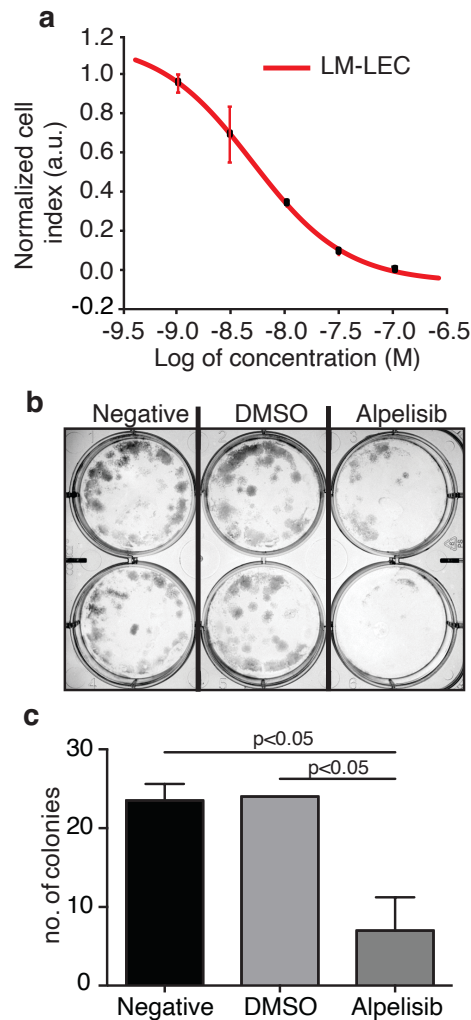 a
1.2
1.0
0.8
0.6
0.4
0.2
0.0
-0.2
Normalized cell
index (a.u.)
LM-LEC
-9.5 -9.0 -8.5 -8.0 -7.5 -7.0 -6.5
Log of concentration (M)
b
Negative DMSO Alpelisib
c
p<0.05
p<0.05
30
20
10
0
no. of colonies
Negative DMSO Alpelisib